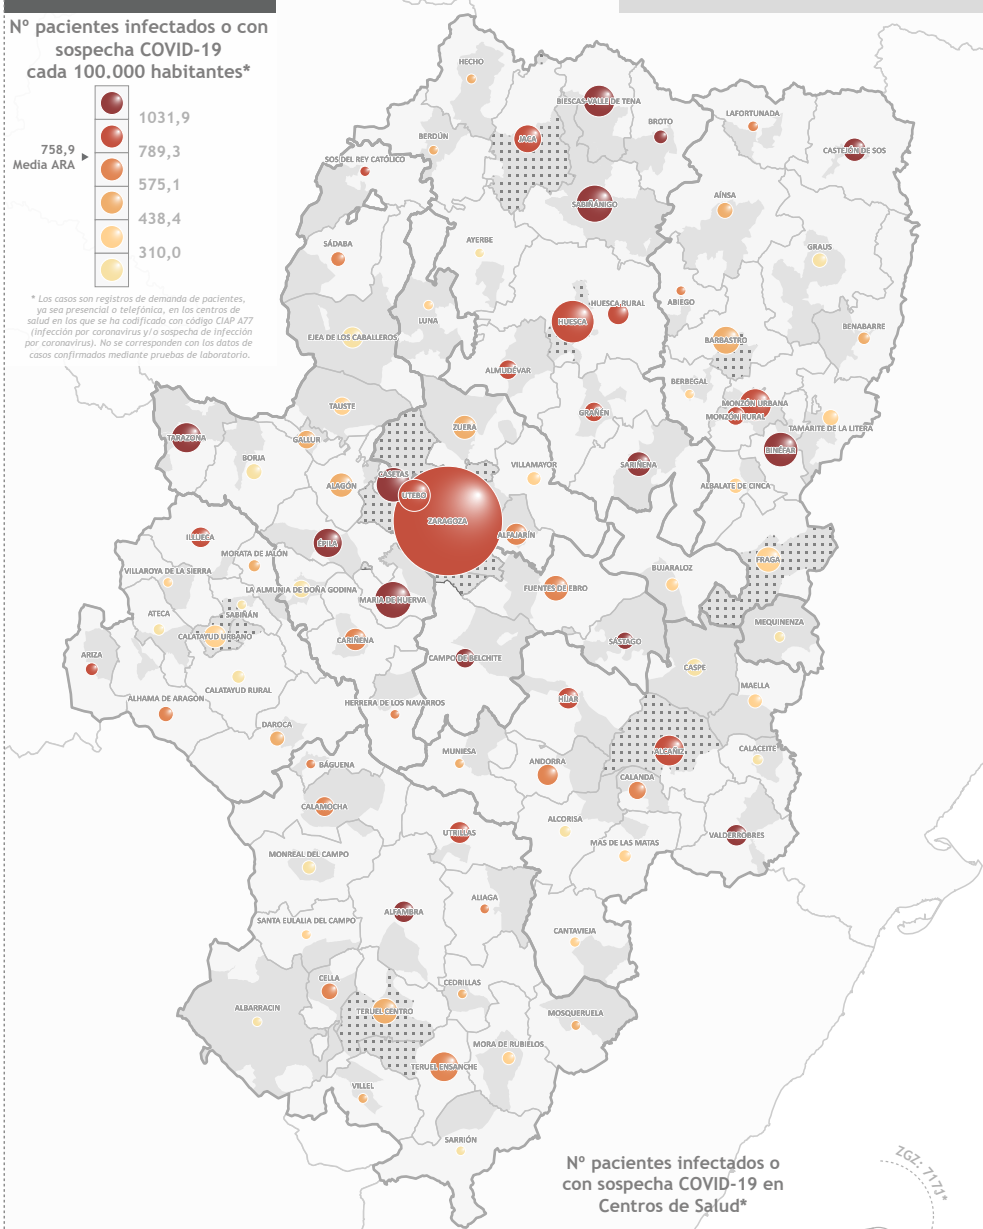 Nº pacientes infectados o con
sospecha COVID-19
cada 100.000 habitantes*
1031,9
758,9
Media ARA
789,3
575,1
438,4
310,0
* Los casos son registros de demanda de pacientes,
ya sea presencial o telefónica, en los centros de
salud en los que se ha codificado con código CIAP A77
(infección por coronavirus y/o sospecha de infección
por coronavirus). No se corresponden con los datos de
casos confirmados mediante pruebas de laboratorio.
HECHO
BIESCAS-VALLE DE TENA
LAFORTUNADA
BROTO
BERDÚN
JACA
CASTEJÓN DE SOS
SOS DEL REY CATÓLICO
AÍNSA
SABIÑÁNIGO
SÁDABA
AYERBE
GRAUS
HUESCA RURAL
ABIEGO
LUNA
HUESCA
BENABARRE
EJEA DE LOS CABALLEROS
BARBASTRO
ALMUDÉVAR
BERBEGAL
MONZÓN URBANA
TAUSTE
GRAÑÉN
MONZÓN RURAL
ZUERA
TAMARITE DE LA LITERA
TARAZONA
GALLUR
BINÉFAR
BORJA
VILLAMAYOR
SARIÑENA
CASETAS
ALAGÓN
ALBALATE DE CINCA
UTEBO
ZARAGOZA
ILLUECA
ALFAJARÍN
ÉPILA
MORATA DE JALÓN
FRAGA
VILLAROYA DE LA SIERRA
BUJARALOZ
LA ALMUNIA DE DOÑA GODINA
FUENTES DE EBRO
MARIA DE HUERVA
ATECA
SABIÑÁN
MEQUINENZA
CALATAYUD URBANO
CARIÑENA
SÁSTAGO
ARIZA
CAMPO DE BELCHITE
CASPE
CALATAYUD RURAL
MAELLA
ALHAMA DE ARAGÓN
HERRERA DE LOS NAVARROS
HÍJAR
DAROCA
MUNIESA
ALCAÑIZ
CALACEITE
BÁGUENA
ANDORRA
CALANDA
CALAMOCHA
ALCORISA
UTRILLAS
VALDERROBRES
MAS DE LAS MATAS
MONREAL DEL CAMPO
ALIAGA
ALFAMBRA
SANTA EULALIA DEL CAMPO
CANTAVIEJA
CELLA
CEDRILLAS
ALBARRACIN
TERUEL CENTRO
MOSQUERUELA
MORA DE RUBIELOS
TERUEL ENSANCHE
VILLEL
SARRIÓN
Nº pacientes infectados o
con sospecha COVID-19 en
Centros de Salud*
ZGZ: 7171*